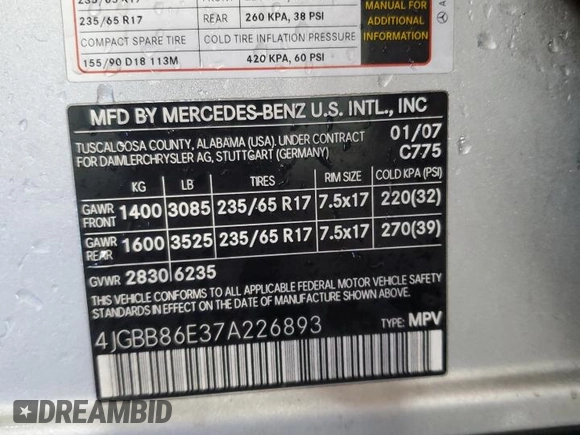 235/65 R17
MANUAL FOR
ADDITIONAL
INFORMATION
235/65 R17 REAR 260 KPA, 38 PSI
COMPACT SPARE TIRE COLD TIRE INFLATION PRESSURE
155/90 D18 113M 420 KPA, 60 PSI
MFD BY MERCEDES-BENZ U.S. INTL., INC
TUSCALOOSA COUNTY, ALABAMA (USA). UNDER CONTRACT 01/07
FOR DAIMLERCHRYSLER AG, STUTTGART (GERMANY) C775
KG LB TIRES RIM SIZE COLD KPA (PSI)
GAWR FRONT 1400 3085 235/65 R17 7.5x17 220(32)
GAWR REAR 1600 3525 235/65 R17 7.5x17 270(39)
GVWR 2830 6235
THIS VEHICLE CONFORMS TO ALL APPLICABLE FEDERAL MOTOR VEHICLE SAFETY
STANDARDS IN EFFECT ON THE DATE OF MANUFACTURE SHOWN ABOVE.
4JGBB86E37A226893 TYPE: MPV
DREAMBID